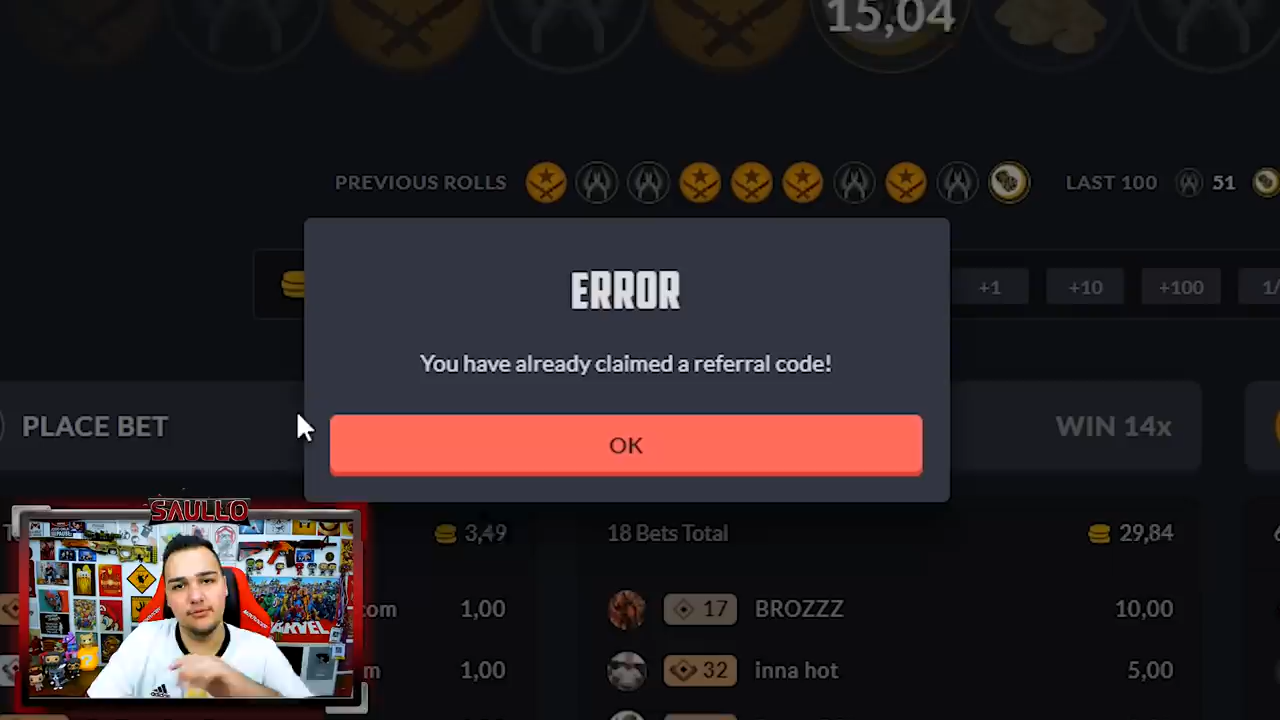 15,04
PREVIOUS ROLLS
LAST 100 51
ERROR
+1 +10 +100 1/
You have already claimed a referral code!
PLACE BET
WIN 14x
OK
SAULLO
3,49
18 Bets Total 29,84
com 1,00
17 BROZZZ 10,00
MARVEL
m 1,00
32 inna hot 5,00